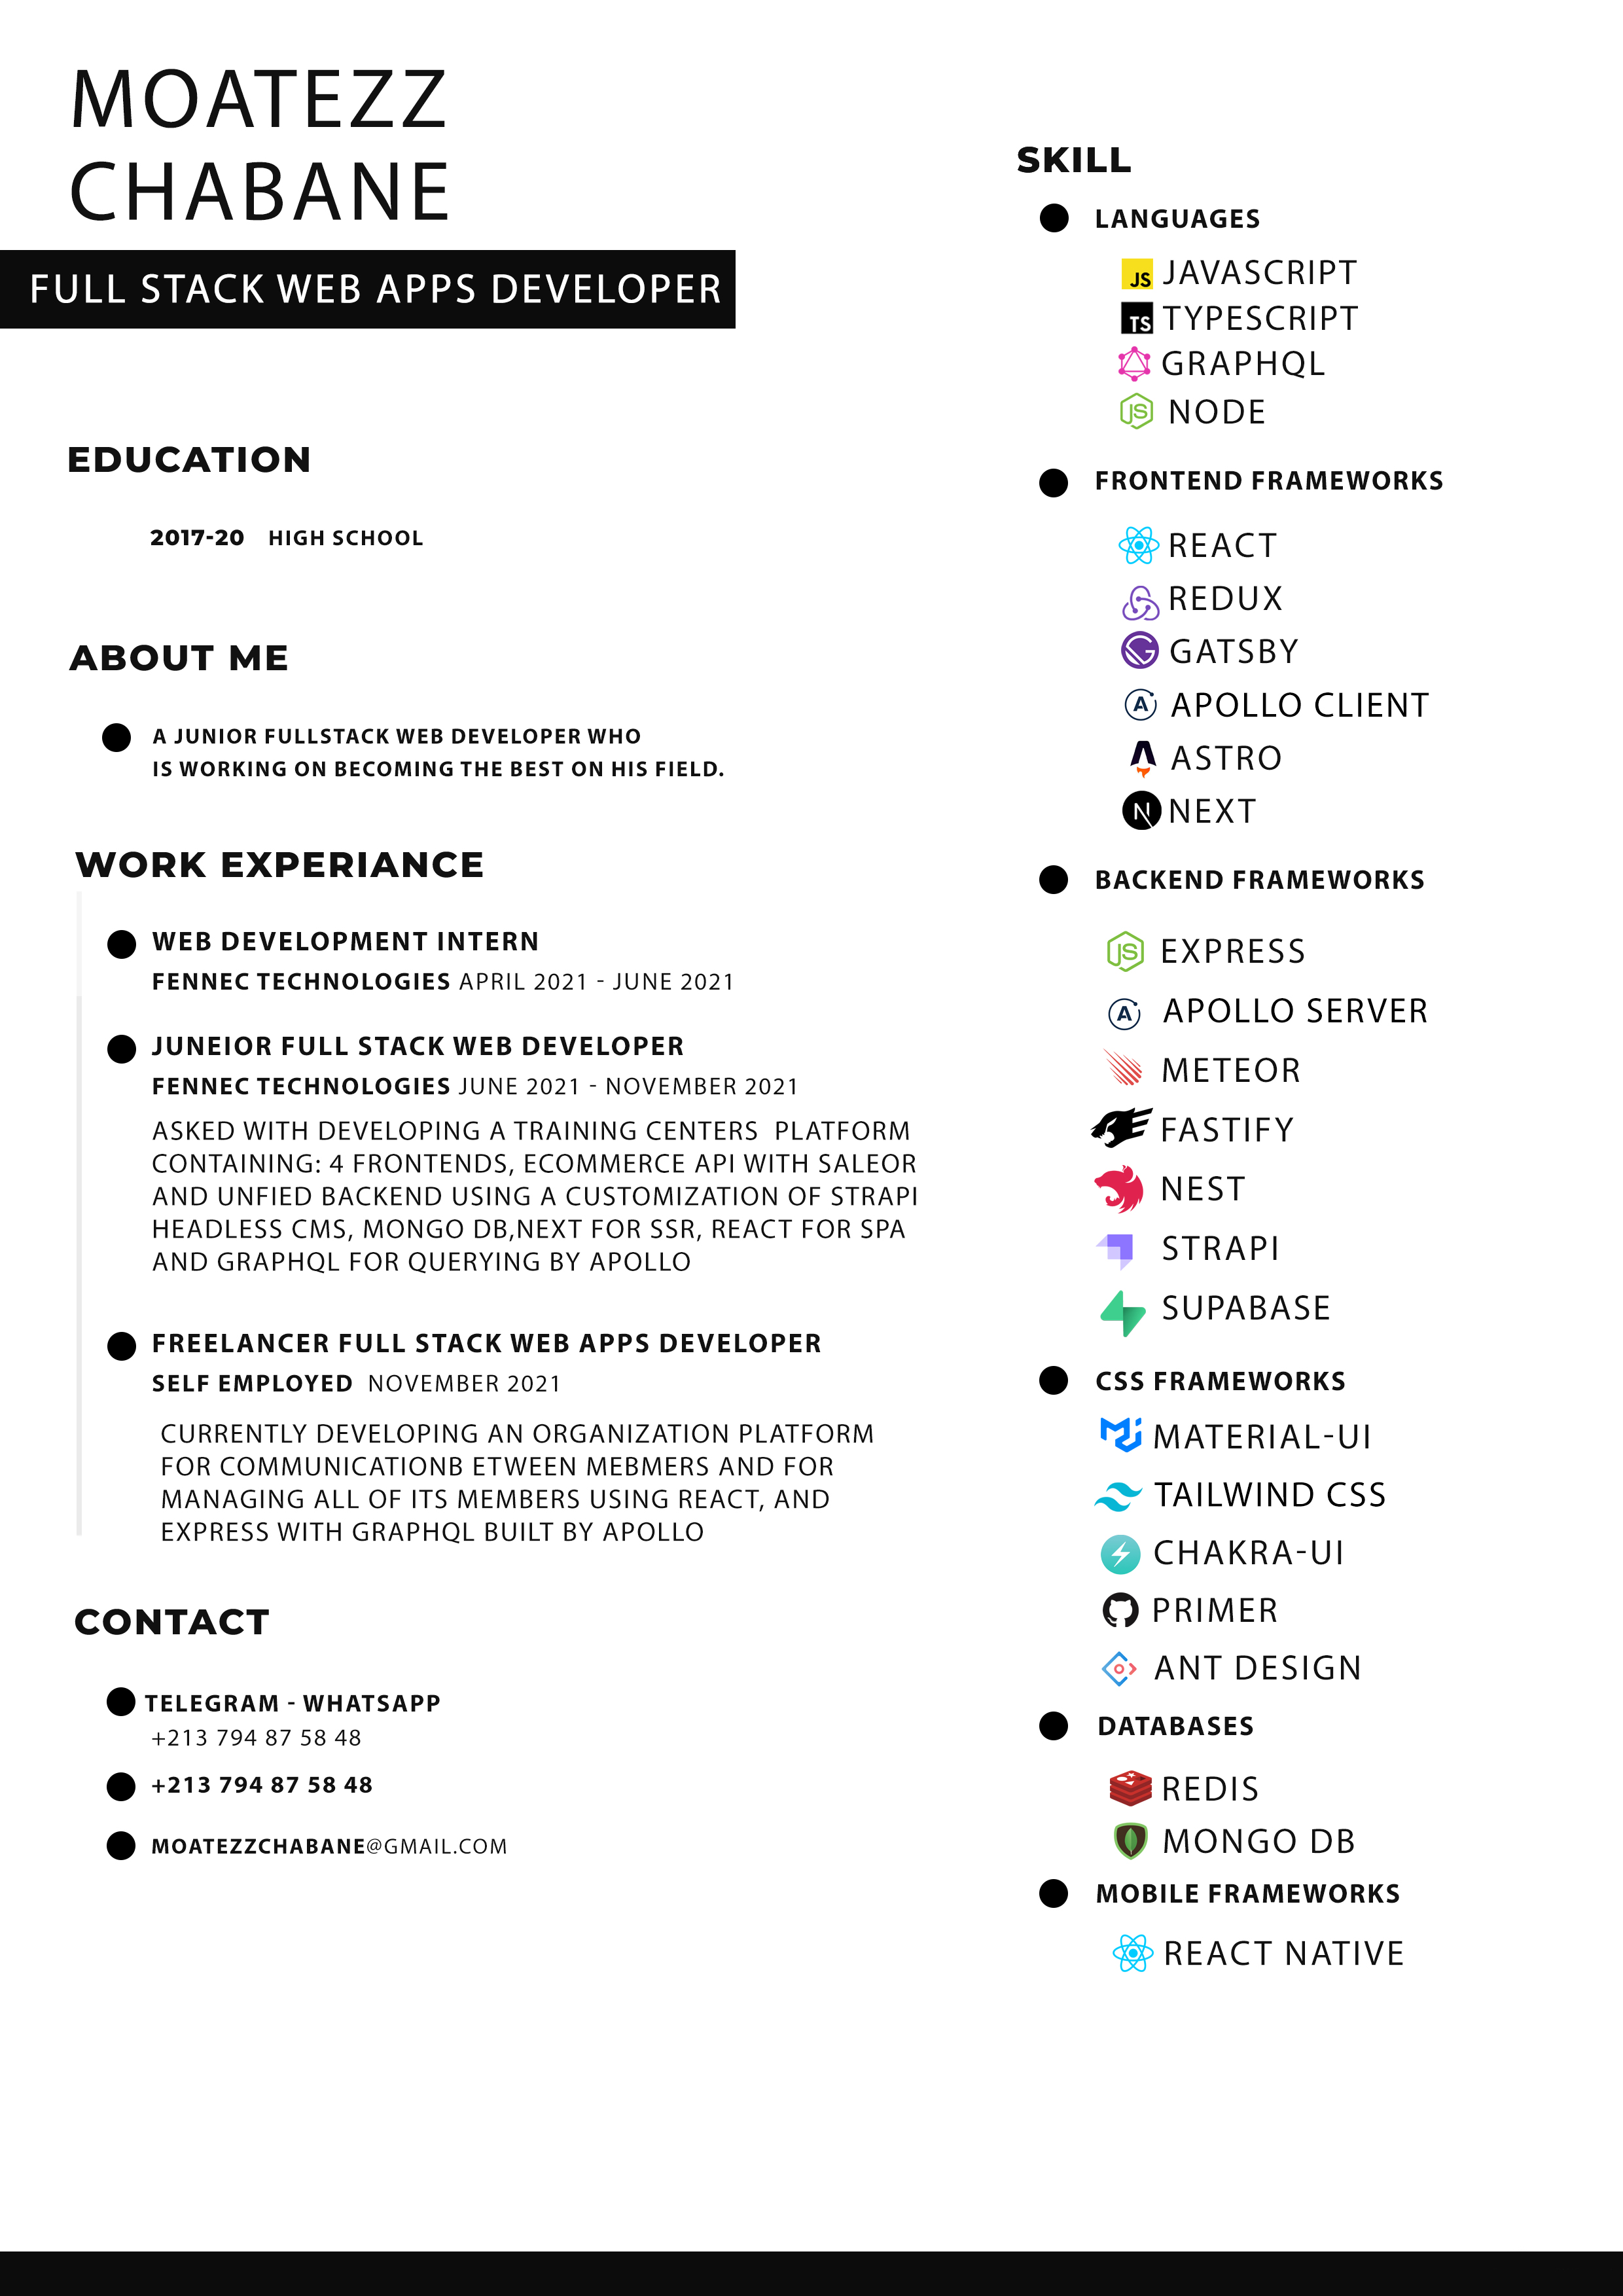 MOATEZZ
CHABANE
FULL STACK WEB APPS DEVELOPER
EDUCATION
2017-20 HIGH SCHOOL
ABOUT ME
A JUNIOR FULLSTACK WEB DEVELOPER WHO
IS WORKING ON BECOMING THE BEST ON HIS FIELD.
WORK EXPERIANCE
WEB DEVELOPMENT INTERN
FENNEC TECHNOLOGIES APRIL 2021 - JUNE 2021
JUNEIOR FULL STACK WEB DEVELOPER
FENNEC TECHNOLOGIES JUNE 2021 - NOVEMBER 2021
ASKED WITH DEVELOPING A TRAINING CENTERS PLATFORM
CONTAINING: 4 FRONTENDS, ECOMMERCE API WITH SALEOR
AND UNFIED BACKEND USING A CUSTOMIZATION OF STRAPI
HEADLESS CMS, MONGO DB,NEXT FOR SSR, REACT FOR SPA
AND GRAPHQL FOR QUERYING BY APOLLO
FREELANCER FULL STACK WEB APPS DEVELOPER
SELF EMPLOYED NOVEMBER 2021
CURRENTLY DEVELOPING AN ORGANIZATION PLATFORM
FOR COMMUNICATIONB ETWEEN MEBMERS AND FOR
MANAGING ALL OF ITS MEMBERS USING REACT, AND
EXPRESS WITH GRAPHQL BUILT BY APOLLO
CONTACT
TELEGRAM - WHATSAPP
+213 794 87 58 48
+213 794 87 58 48
MOATEZZCHABANE@GMAIL.COM
SKILL
LANGUAGES
JS JAVASCRIPT
TS TYPESCRIPT
GRAPHQL
JS NODE
FRONTEND FRAMEWORKS
REACT
REDUX
G GATSBY
A APOLLO CLIENT
ASTRO
N NEXT
BACKEND FRAMEWORKS
JS EXPRESS
A APOLLO SERVER
METEOR
FASTIFY
NEST
STRAPI
SUPABASE
CSS FRAMEWORKS
MATERIAL-UI
TAILWIND CSS
CHAKRA-UI
PRIMER
ANT DESIGN
DATABASES
REDIS
MONGO DB
MOBILE FRAMEWORKS
REACT NATIVE